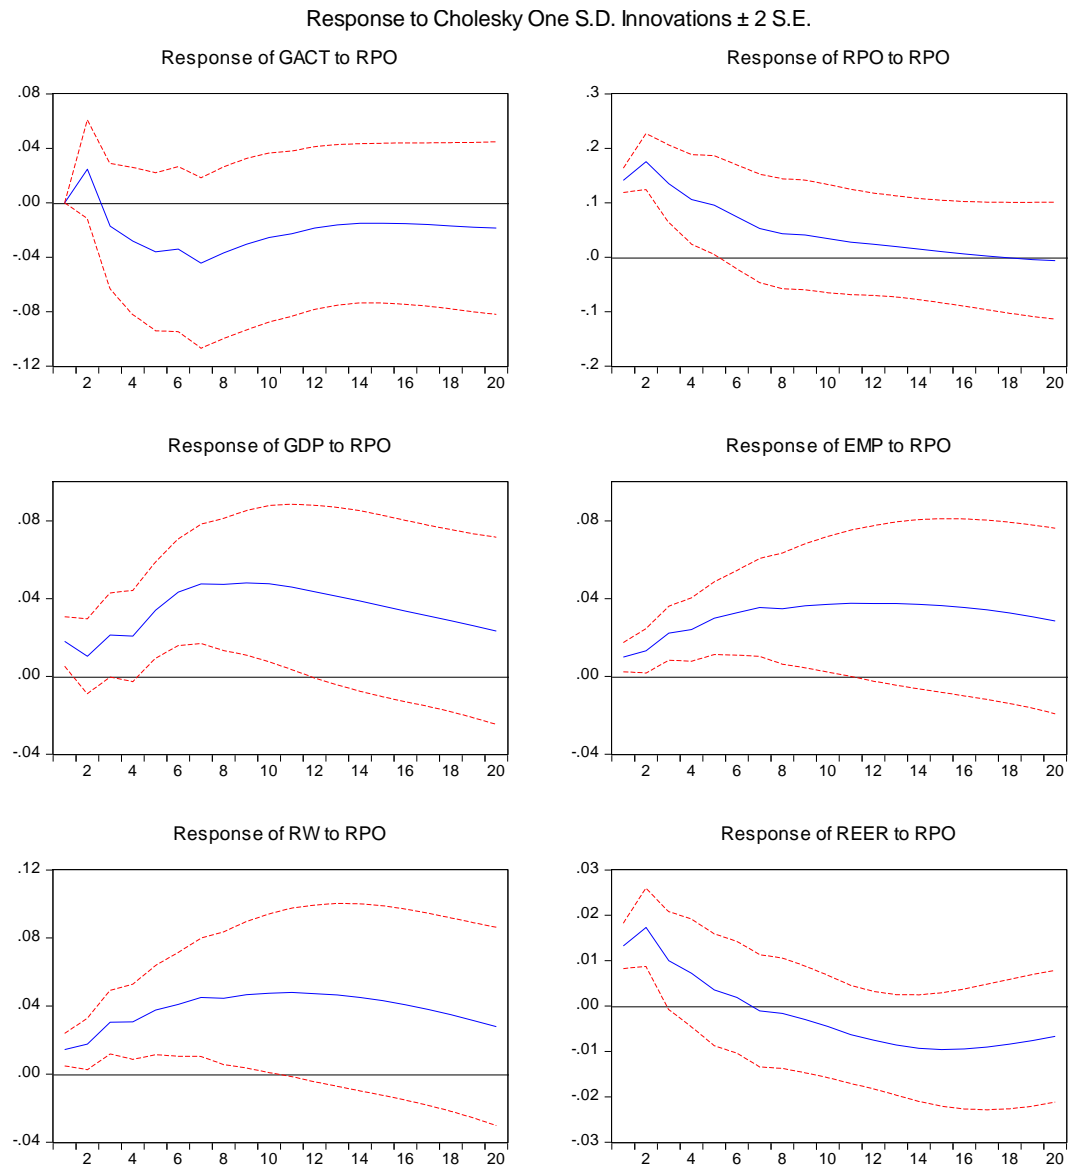 Response to Cholesky One S.D. Innovations ± 2 S.E.
Response of GACT to RPO
.08
.04
.00
-.04
-.08
-.12
2 4 6 8 10 12 14 16 18 20
Response of RPO to RPO
.3
.2
.1
.0
-.1
-.2
2 4 6 8 10 12 14 16 18 20
Response of GDP to RPO
.08
.04
.00
-.04
2 4 6 8 10 12 14 16 18 20
Response of EMP to RPO
.08
.04
.00
-.04
2 4 6 8 10 12 14 16 18 20
Response of RW to RPO
.12
.08
.04
.00
-.04
2 4 6 8 10 12 14 16 18 20
Response of REER to RPO
.03
.02
.01
.00
-.01
-.02
-.03
2 4 6 8 10 12 14 16 18 20